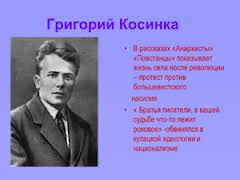 Григорий Косинка
• В рассказах «Анархисты»
«Повстанцы» показывает
жизнь села после революции
– протест против
большевистского
насилия
• « Братья писатели, в вашей
судьбе что-то лежит
роковое» -обвинялся в
кулацкой идеологии и
национализме